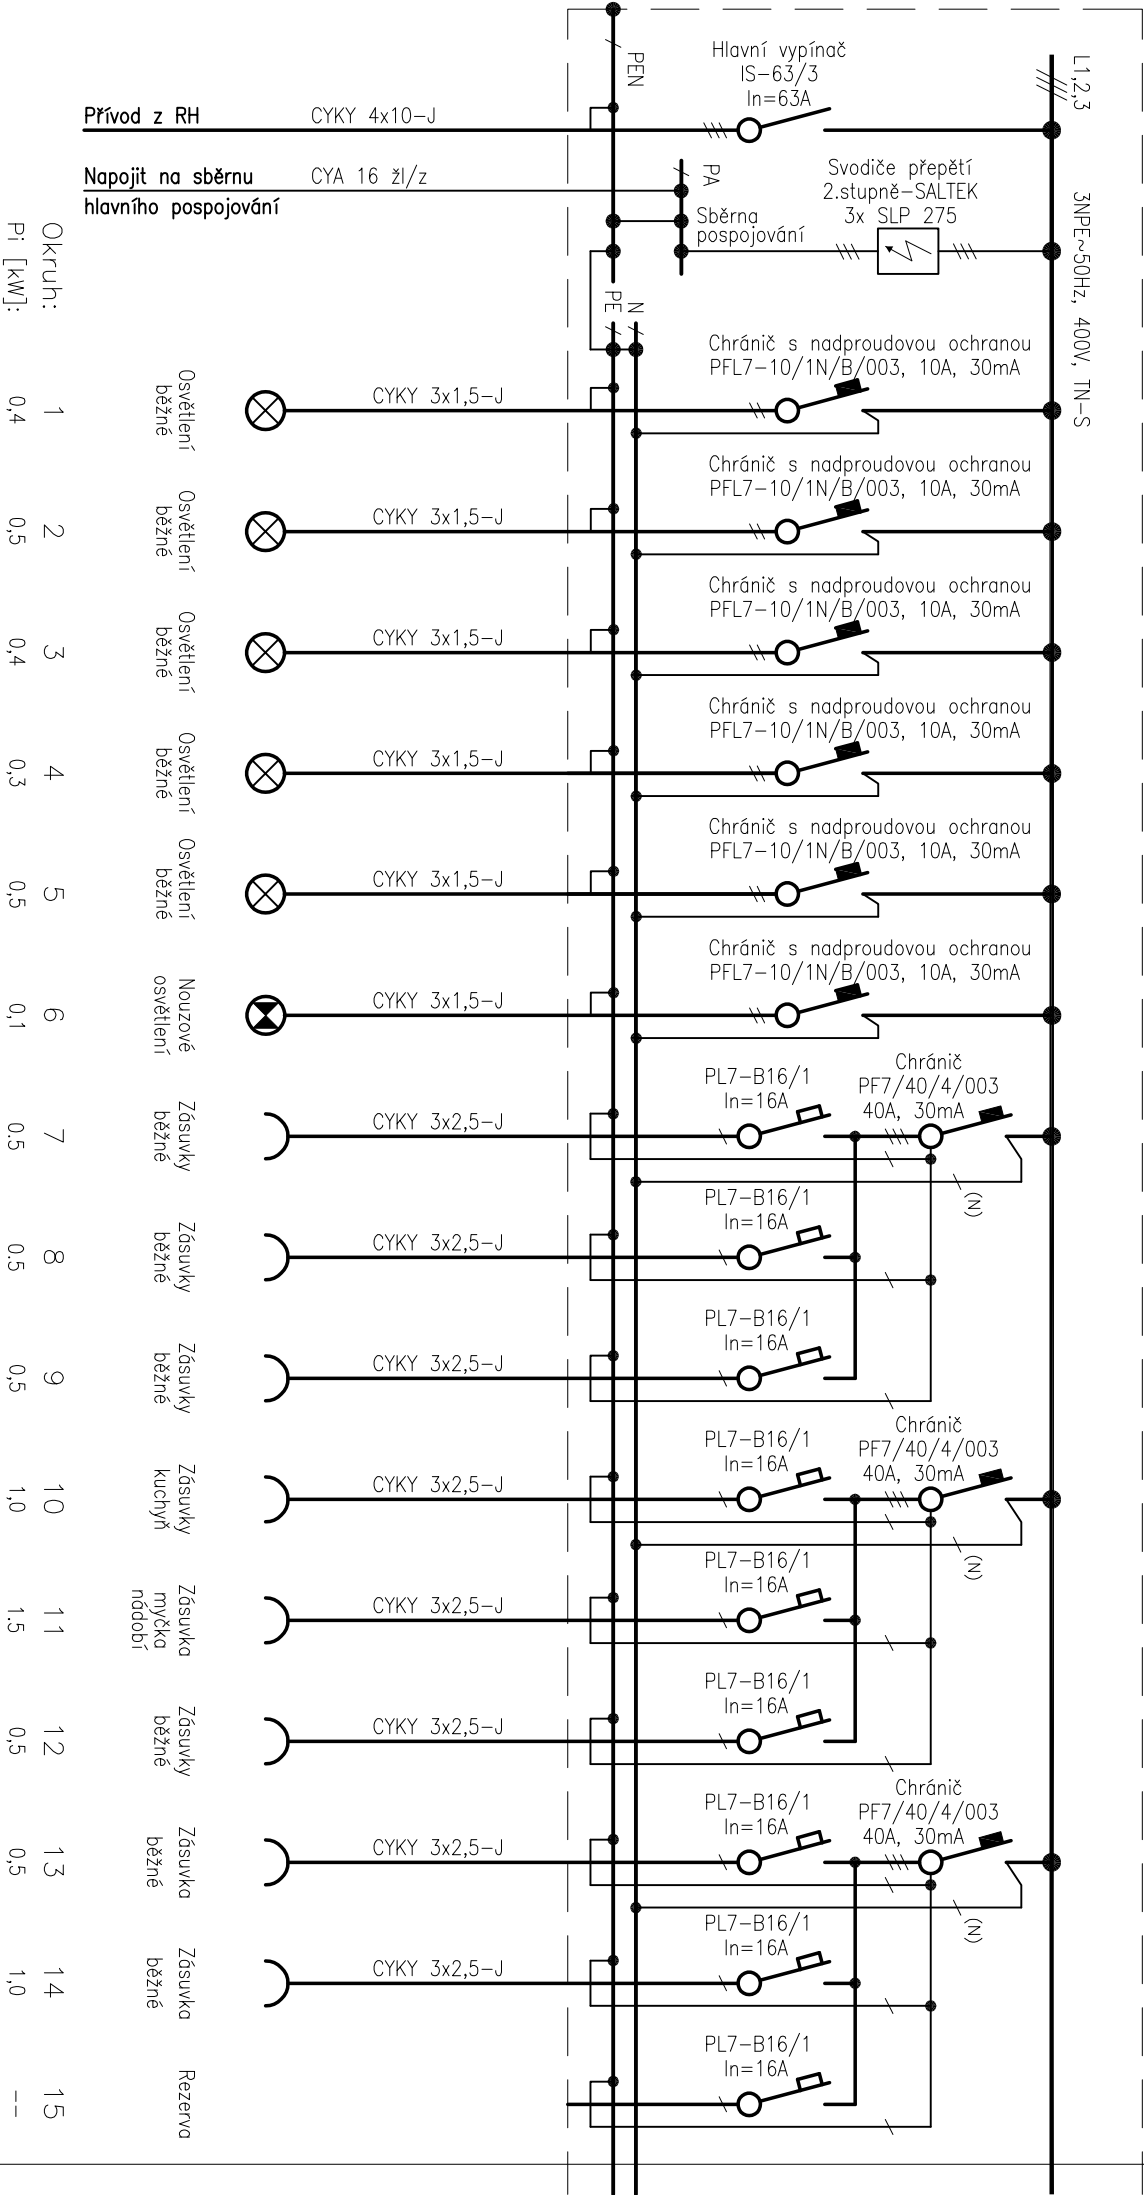 L1,2,3
3NPE~50Hz, 400V, TN-S
PEN
Hlavní vypínač
IS-63/3
In=63A
Přívod z RH
CYKY 4x10-J
Napojit na sběrnu
hlavního pospojování
CYA 16 žl/z
PA
Sběrna
pospojování
Svodiče přepětí
2.stupně-SALTEK
3x SLP 275
PE
N
Okruh:
Pi [kW]:
Chránič s nadproudovou ochranou
PFL7-10/1N/B/003, 10A, 30mA
CYKY 3x1,5-J
Osvětlení
běžné
1
0,4
Chránič s nadproudovou ochranou
PFL7-10/1N/B/003, 10A, 30mA
CYKY 3x1,5-J
Osvětlení
běžné
2
0,5
Chránič s nadproudovou ochranou
PFL7-10/1N/B/003, 10A, 30mA
CYKY 3x1,5-J
Osvětlení
běžné
3
0,4
Chránič s nadproudovou ochranou
PFL7-10/1N/B/003, 10A, 30mA
CYKY 3x1,5-J
Osvětlení
běžné
4
0,3
Chránič s nadproudovou ochranou
PFL7-10/1N/B/003, 10A, 30mA
CYKY 3x1,5-J
Osvětlení
běžné
5
0,5
Chránič s nadproudovou ochranou
PFL7-10/1N/B/003, 10A, 30mA
CYKY 3x1,5-J
Nouzové
osvětlení
6
0,1
Chránič
PF7/40/4/003
40A, 30mA
(N)
PL7-B16/1
In=16A
CYKY 3x2,5-J
Zásuvky
běžné
7
0.5
PL7-B16/1
In=16A
CYKY 3x2,5-J
Zásuvky
běžné
8
0.5
PL7-B16/1
In=16A
CYKY 3x2,5-J
Zásuvky
běžné
9
0,5
Chránič
PF7/40/4/003
40A, 30mA
(N)
PL7-B16/1
In=16A
CYKY 3x2,5-J
Zásuvky
kuchyň
10
1,0
PL7-B16/1
In=16A
CYKY 3x2,5-J
Zásuvka
myčka
nádobí
11
1.5
PL7-B16/1
In=16A
CYKY 3x2,5-J
Zásuvky
běžné
12
0,5
Chránič
PF7/40/4/003
40A, 30mA
(N)
PL7-B16/1
In=16A
CYKY 3x2,5-J
Zásuvka
běžné
13
0,5
PL7-B16/1
In=16A
CYKY 3x2,5-J
Zásuvka
běžné
14
1,0
PL7-B16/1
In=16A
Rezerva
15
--